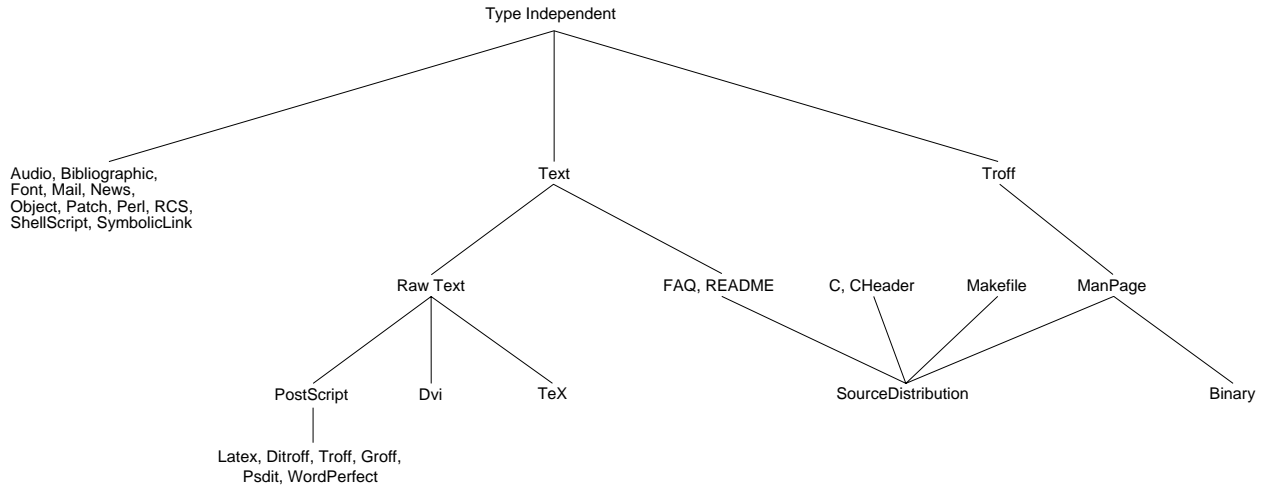 Type Independent
Audio, Bibliographic,
Font, Mail, News,
Object, Patch, Perl, RCS,
ShellScript, SymbolicLink
Text
Troff
Raw Text
FAQ, README
C, CHeader
Makefile
ManPage
PostScript
Dvi
TeX
SourceDistribution
Binary
Latex, Ditroff, Troff, Groff,
Psdit, WordPerfect